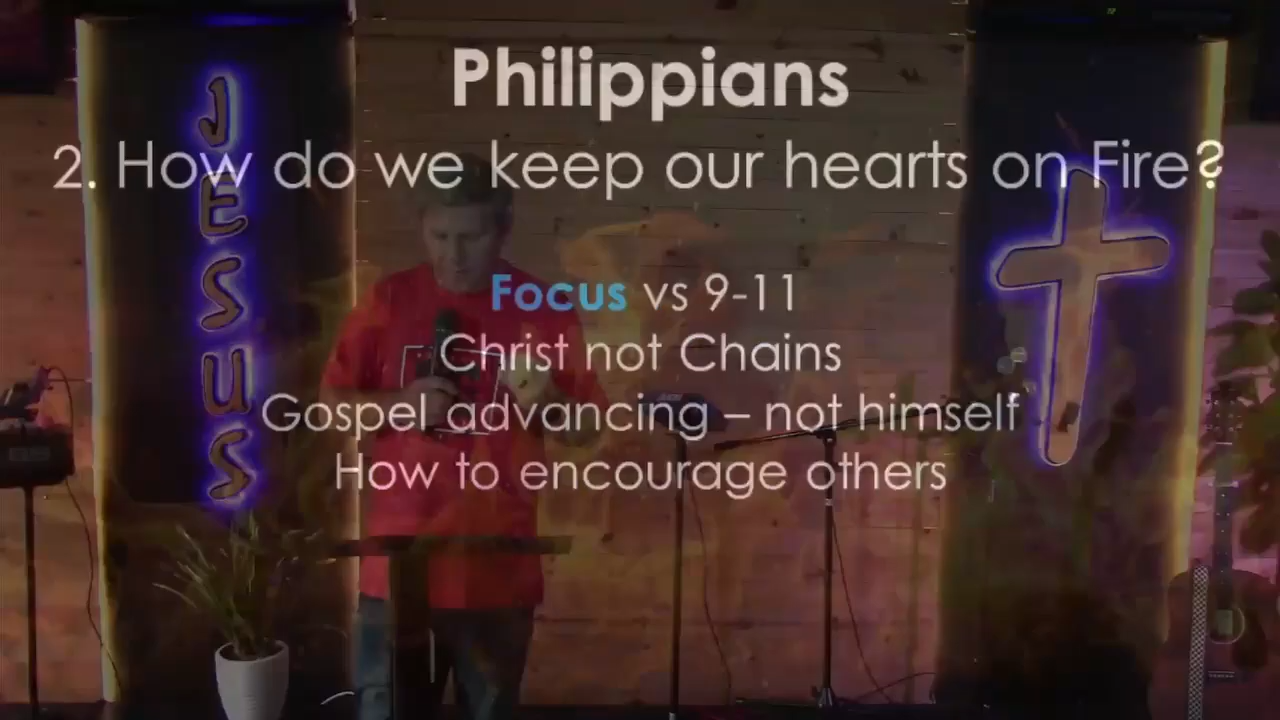 Philippians
2. How do we keep our hearts on Fire?
Focus vs 9-11
Christ not Chains
Gospel advancing – not himself
How to encourage others
JESUS